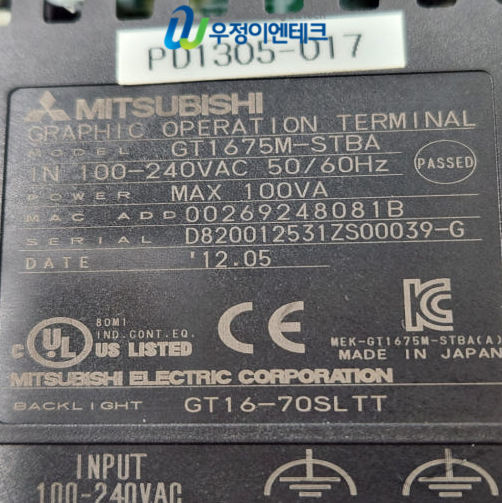 우정이엔테크
PD1305-017
MITSUBISHI
GRAPHIC OPERATION TERMINAL
MODEL GT1675M-STBA
IN 100-240VAC 50/60Hz PASSED
POWER MAX 100VA
MAC ADD 00269248081B
SERIAL D820012531ZS00039-G
DATE '12.05
80M1
IND.CONT.EQ.
C UL US LISTED
CE
MEK-GT1675M-STBA(A)
MADE IN JAPAN
MITSUBISHI ELECTRIC CORPORATION
BACKLIGHT GT16-70SLTT
INPUT
100-240VAC